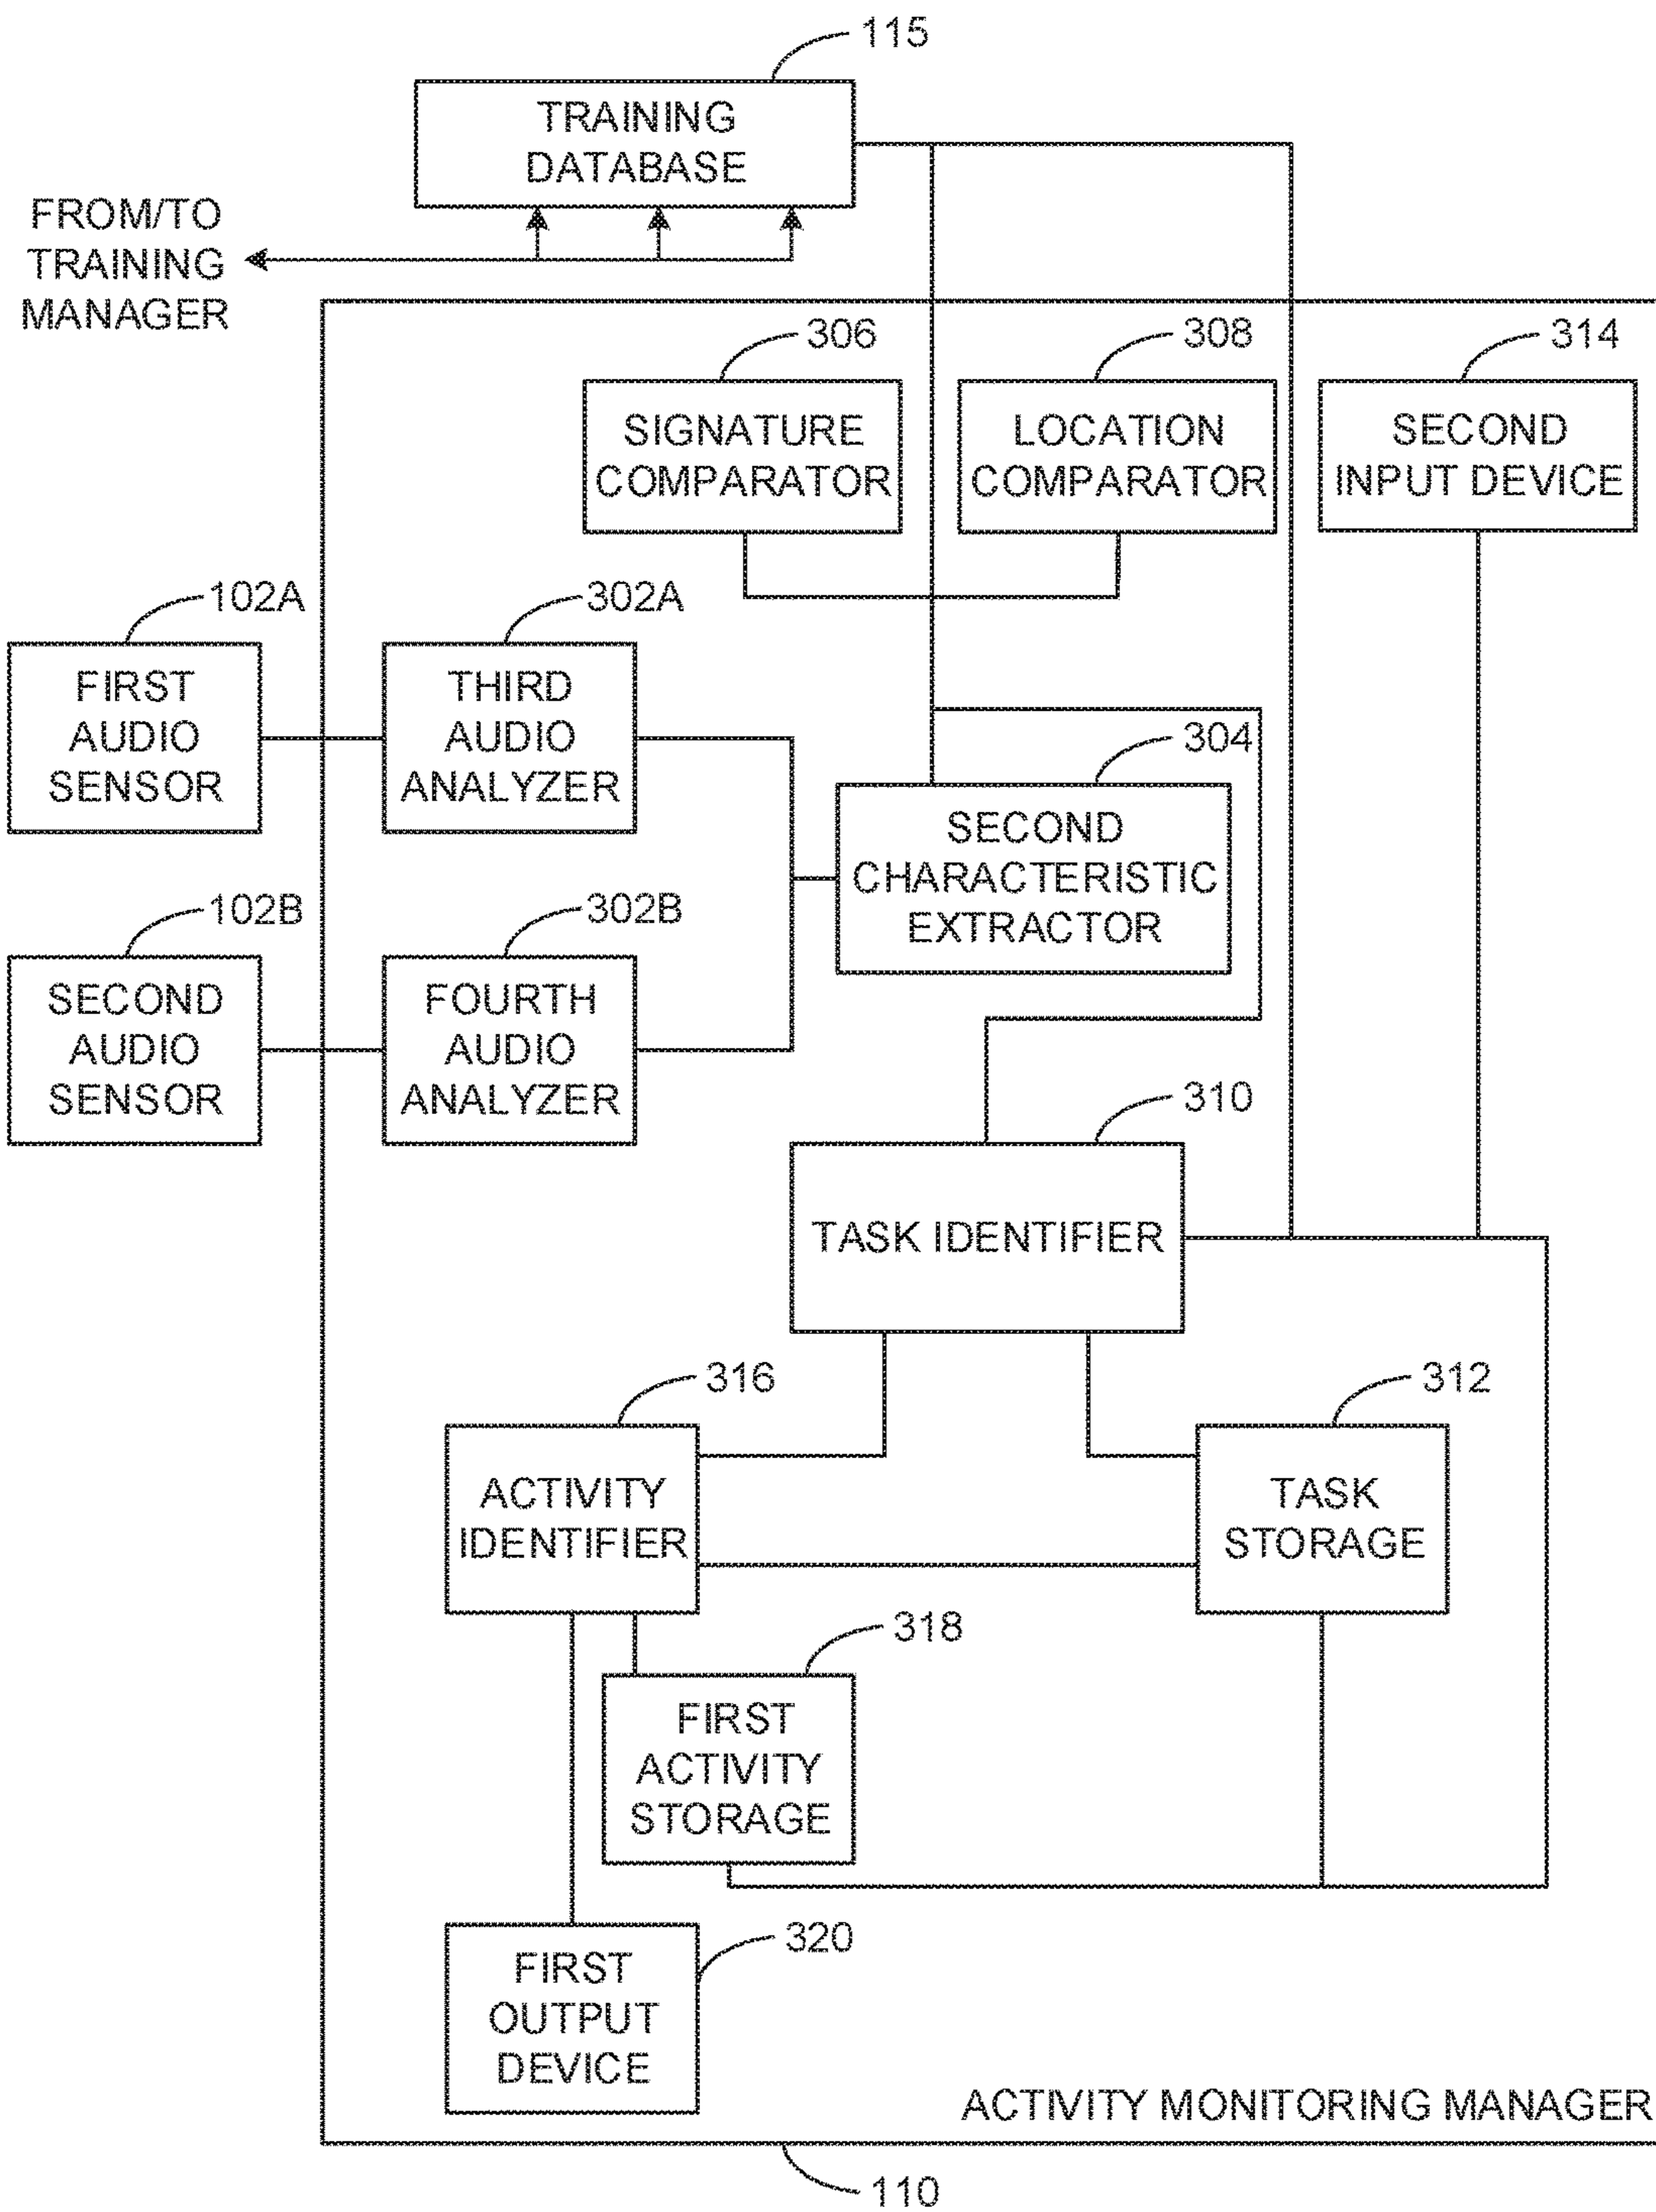 115
TRAINING
DATABASE
FROM/TO
TRAINING
MANAGER
306
308
314
SIGNATURE
COMPARATOR
LOCATION
COMPARATOR
SECOND
INPUT DEVICE
102A
302A
FIRST
AUDIO
SENSOR
THIRD
AUDIO
ANALYZER
304
SECOND
CHARACTERISTIC
EXTRACTOR
102B
302B
SECOND
AUDIO
SENSOR
FOURTH
AUDIO
ANALYZER
310
TASK IDENTIFIER
316
312
ACTIVITY
IDENTIFIER
TASK
STORAGE
318
FIRST
ACTIVITY
STORAGE
320
FIRST
OUTPUT
DEVICE
ACTIVITY MONITORING MANAGER
110